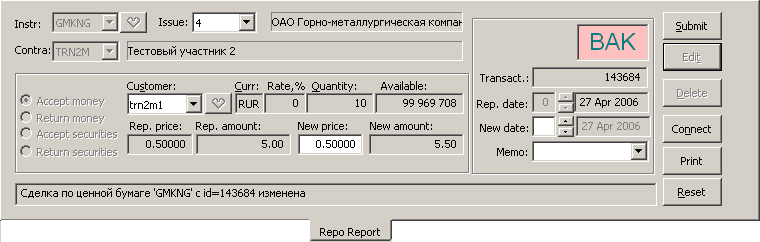 Instr: GMKNG Issue: 4 ОАО Горно-металлургическая компан
Contra: TRN2M Тестовый участник 2
BAK
Submit
Edit
Delete
Connect
Print
Reset
Transact.: 143684
Rep. date: 0 27 Apr 2006
New date: 27 Apr 2006
Memo:
Accept money
Return money
Accept securities
Return securities
Customer: Curr: Rate,% Quantity: Available:
trn2m1 RUR 0 10 99 969 708
Rep. price: Rep. amount: New price: New amount:
0.50000 5.00 0.50000 5.50
Сделка по ценной бумаге 'GMKNG' с id=143684 изменена
Repo Report